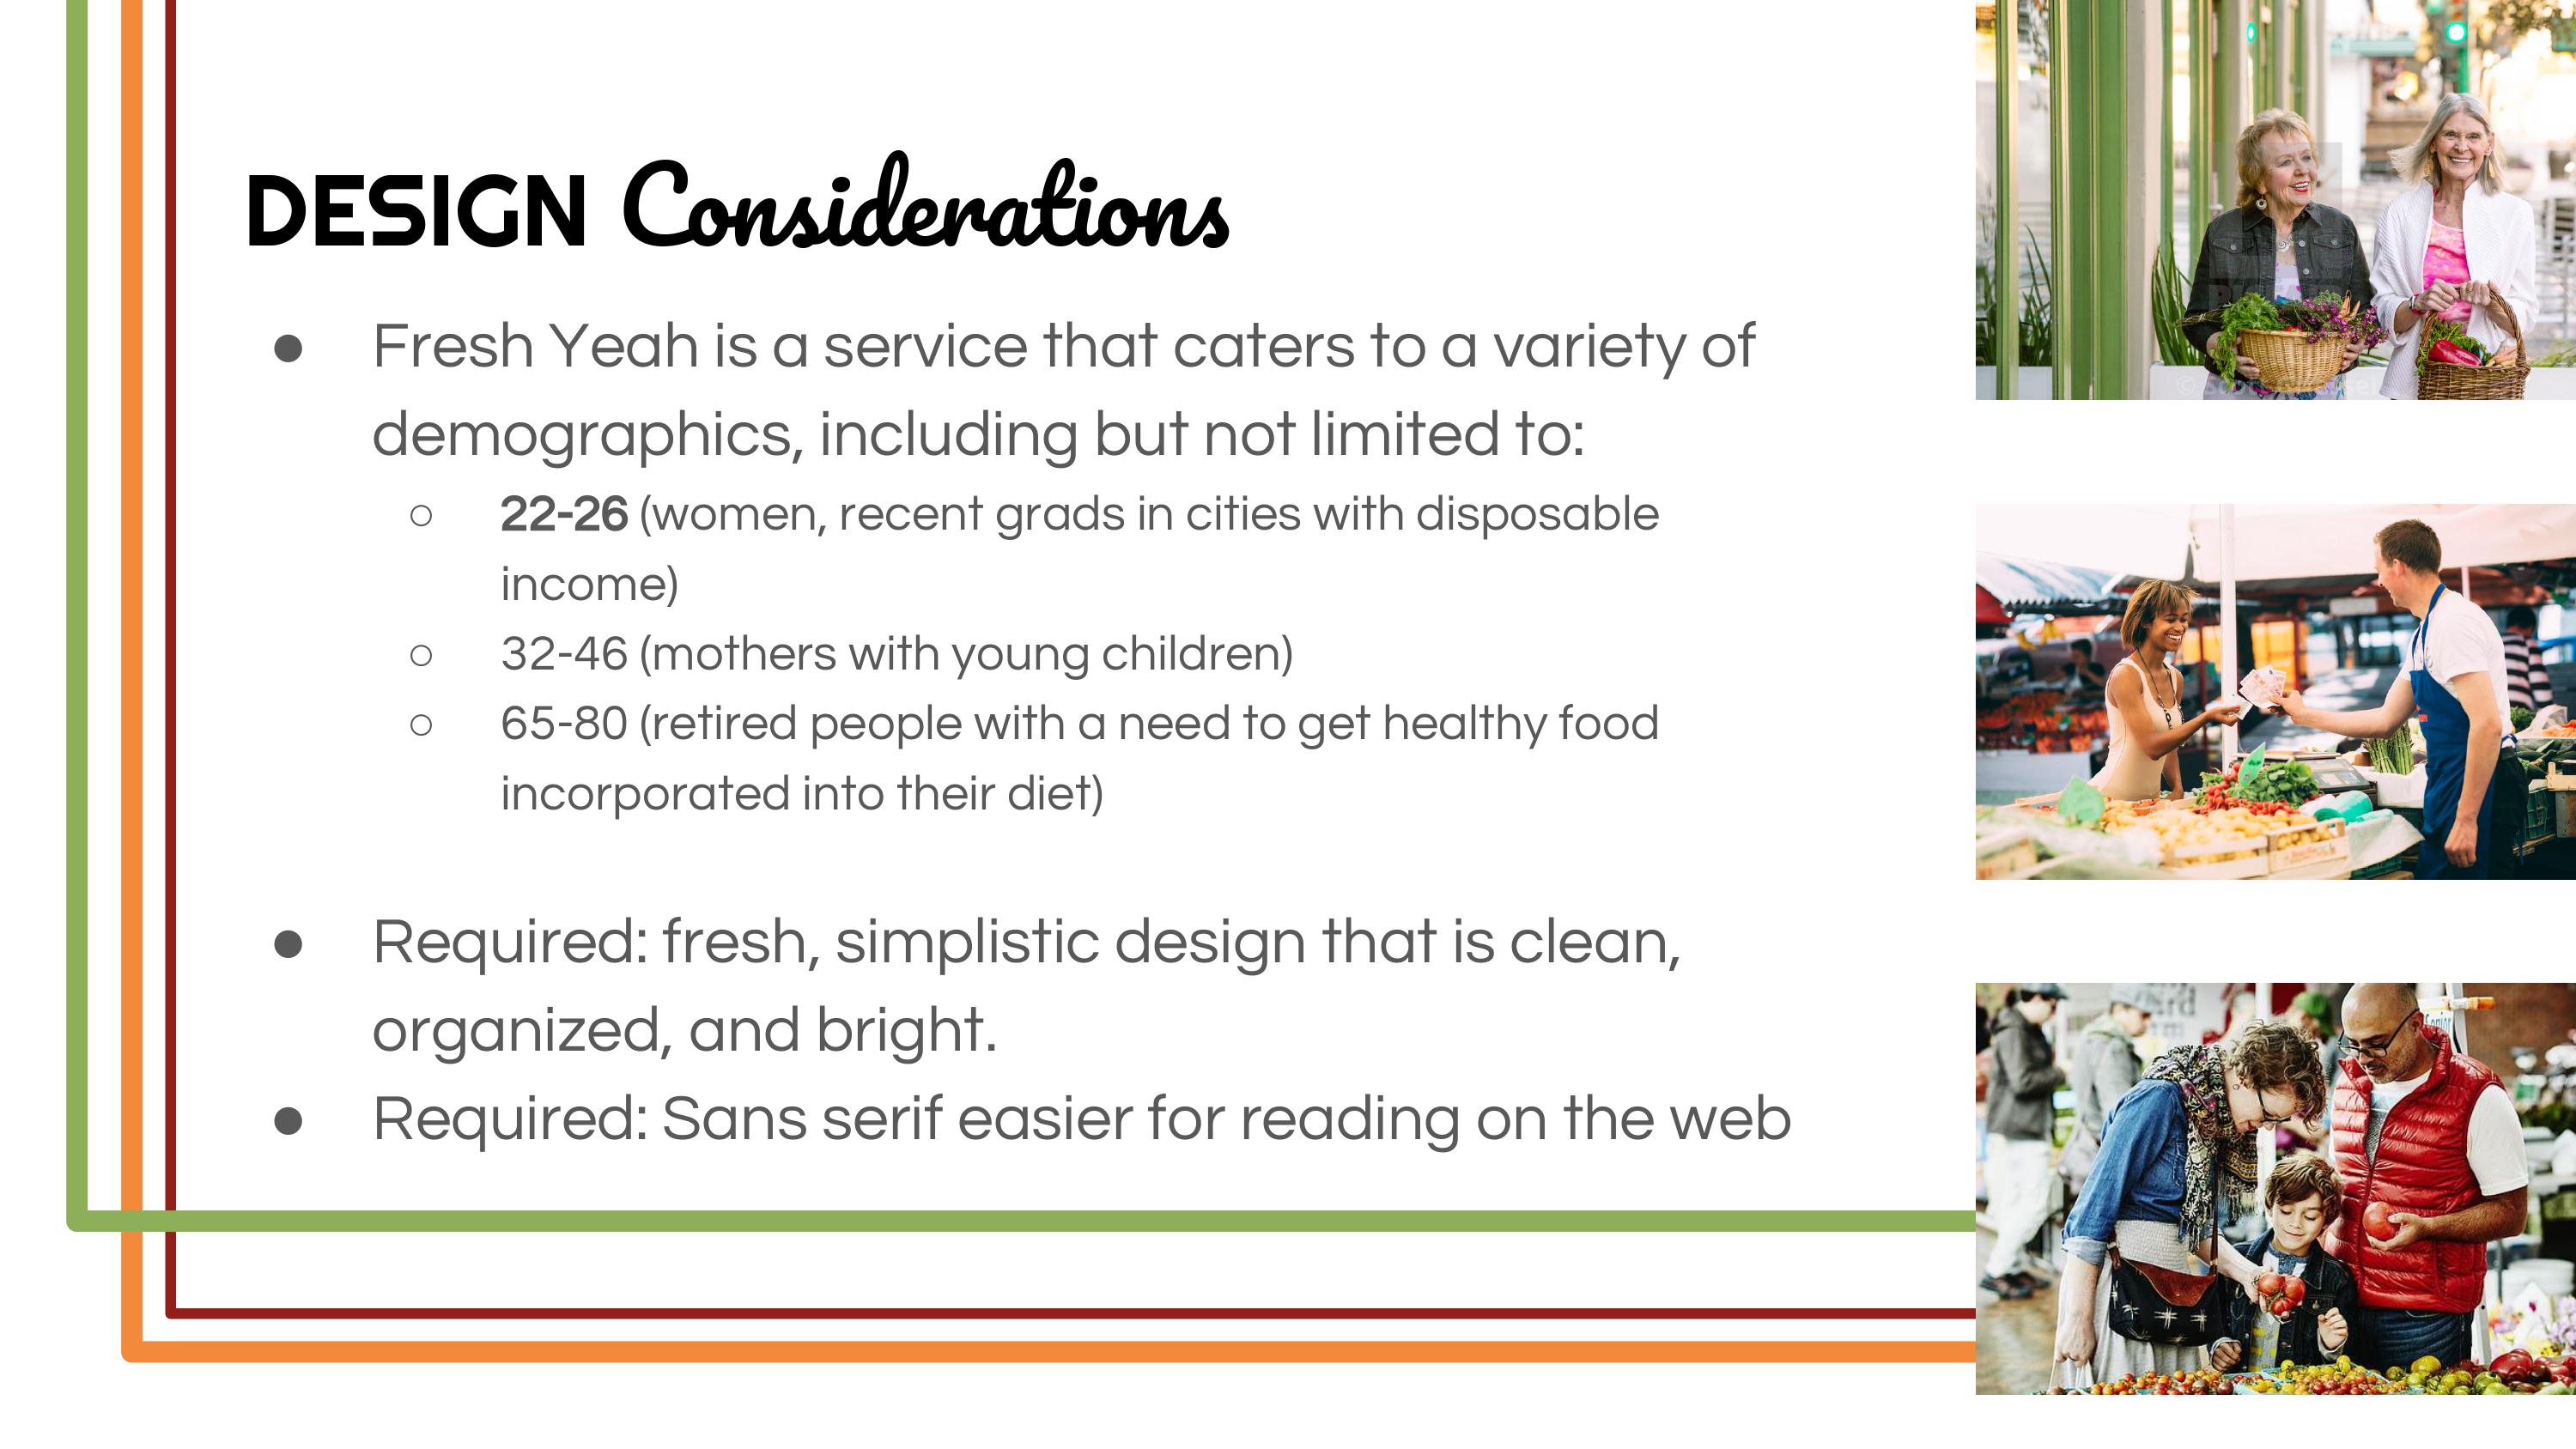 DESIGN Considerations
● Fresh Yeah is a service that caters to a variety of
demographics, including but not limited to:
○ 22-26 (women, recent grads in cities with disposable
income)
○ 32-46 (mothers with young children)
○ 65-80 (retired people with a need to get healthy food
incorporated into their diet)
● Required: fresh, simplistic design that is clean,
organized, and bright.
● Required: Sans serif easier for reading on the web